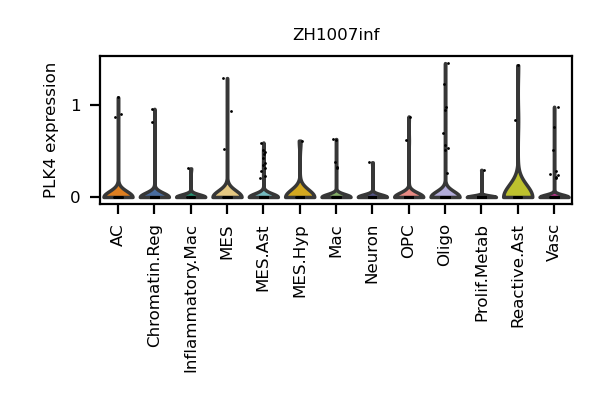 ZH1007inf
PLK4 expression
1
0
AC
Chromatin.Reg
Inflammatory.Mac
MES
MES.Ast
MES.Hyp
Mac
Neuron
OPC
Oligo
Prolif.Metab
Reactive.Ast
Vasc